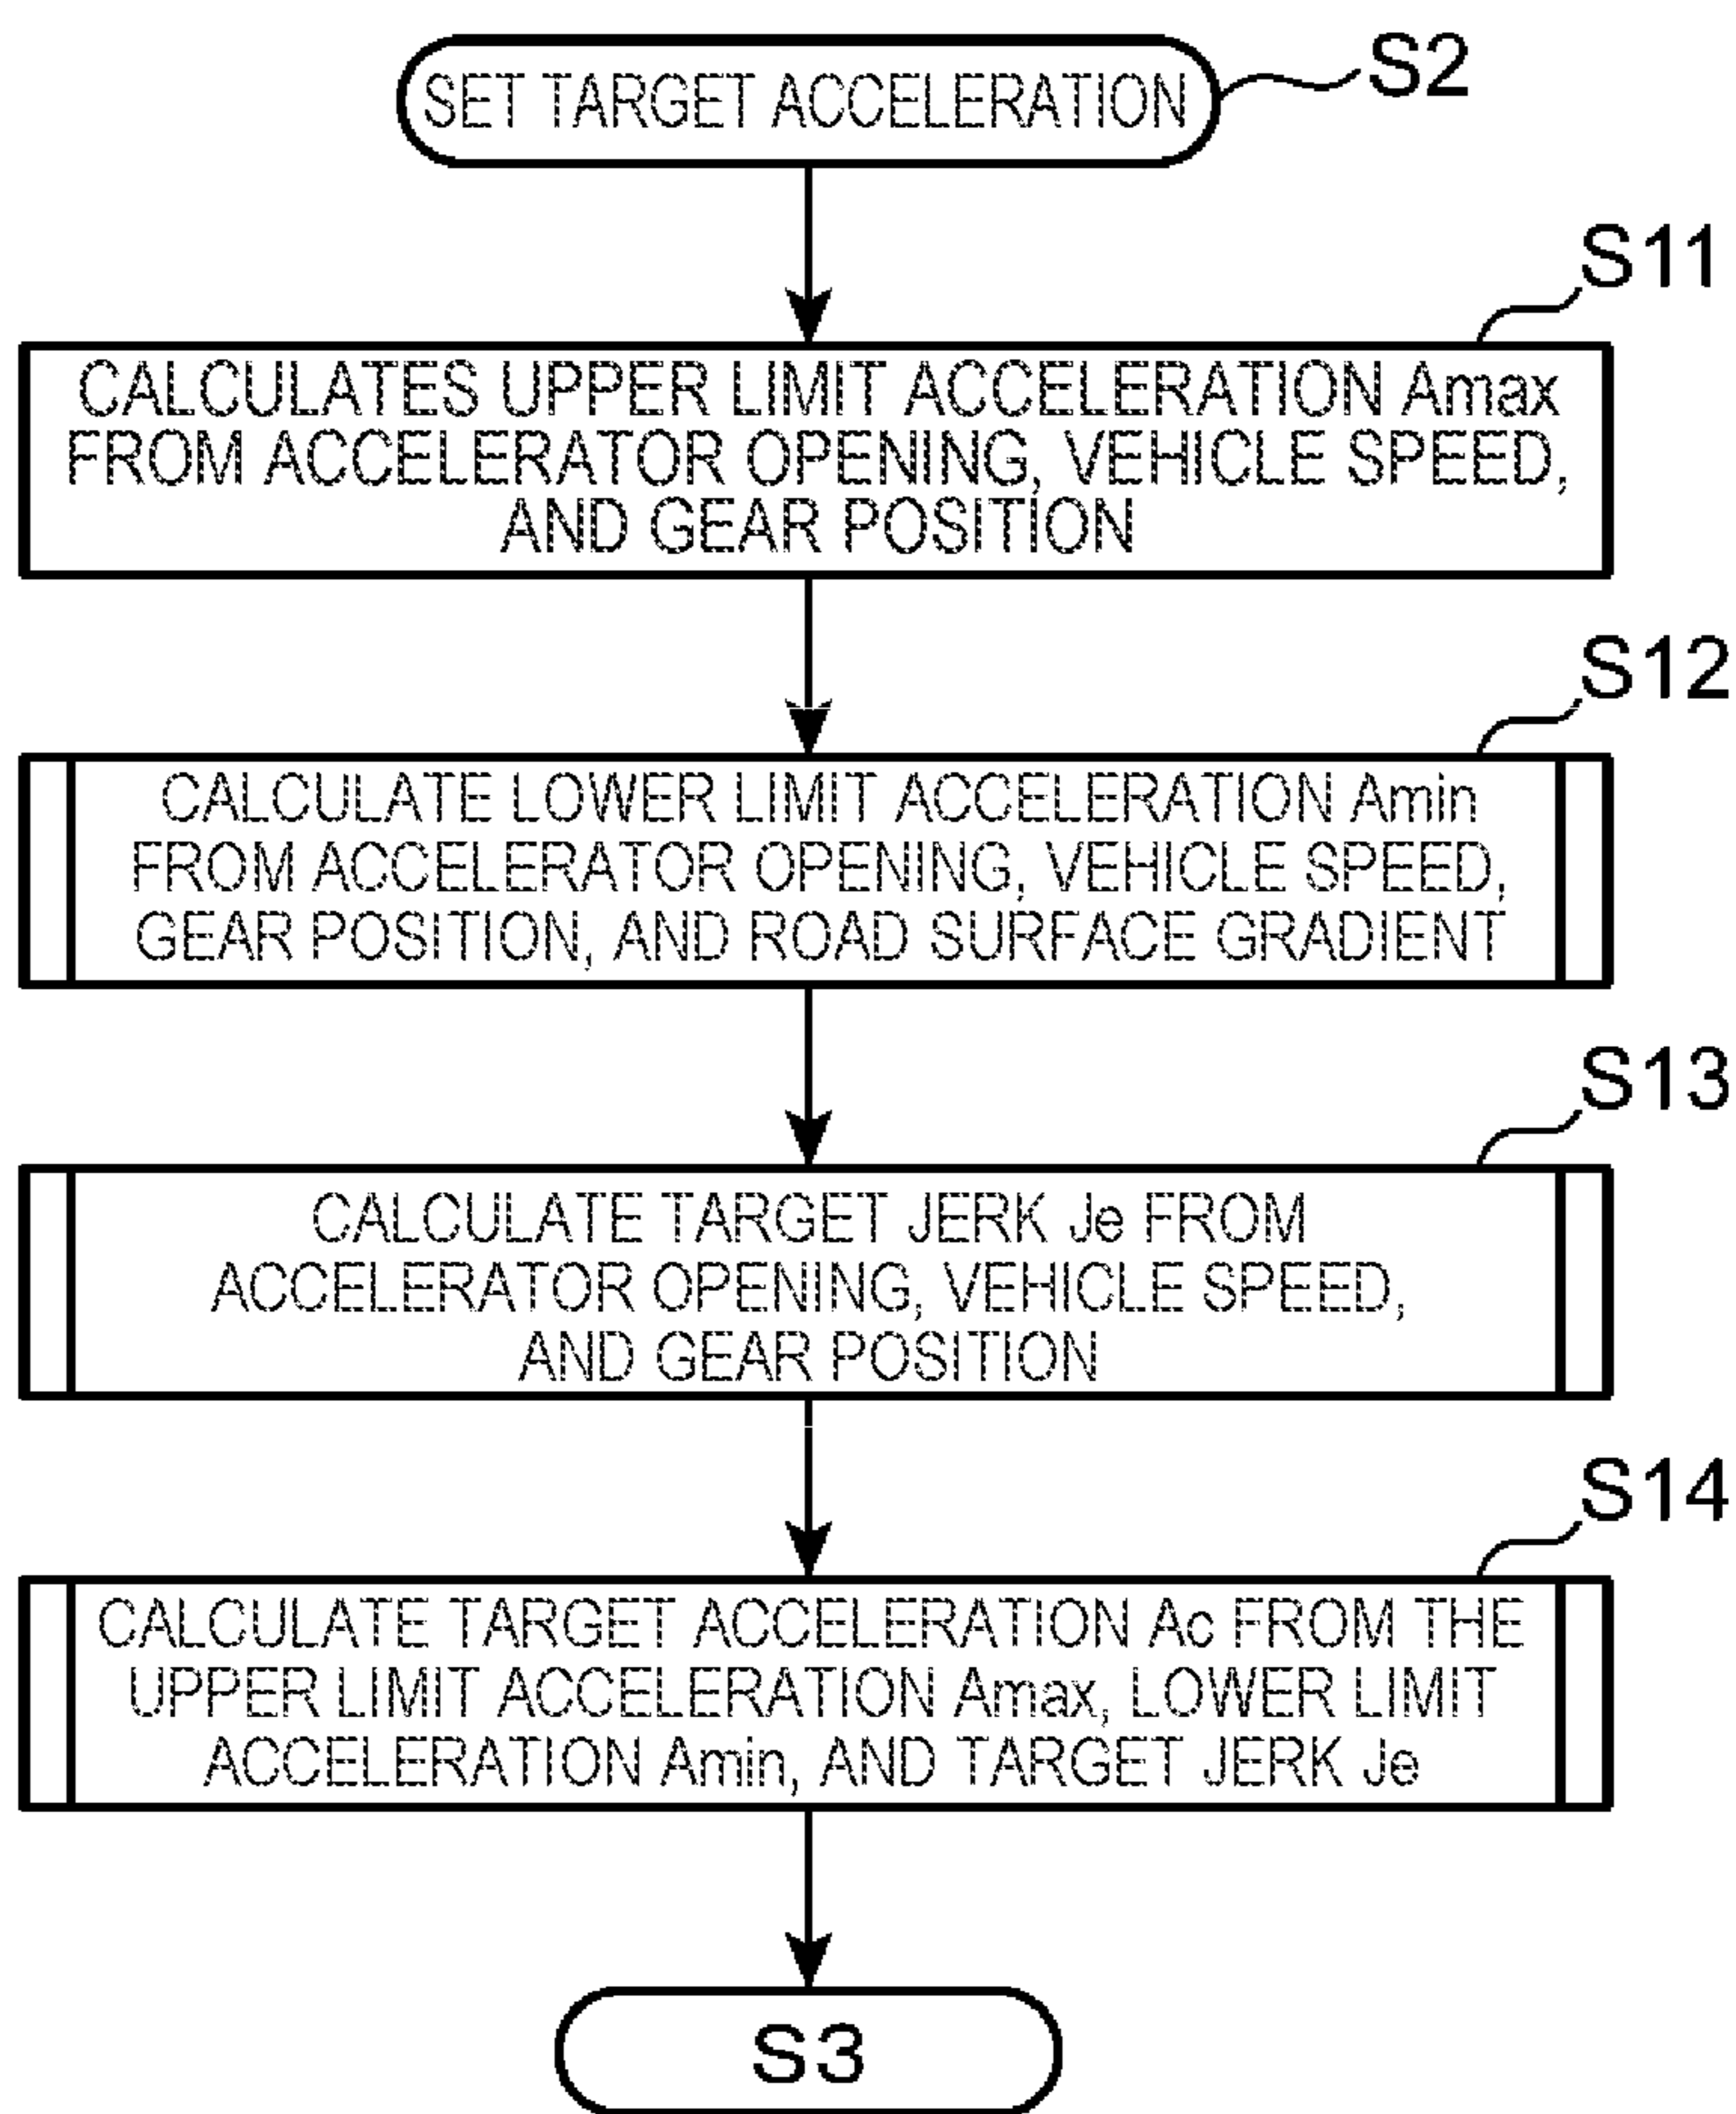 SET TARGET ACCELERATION
S2
S11
CALCULATES UPPER LIMIT ACCELERATION Amax
FROM ACCELERATOR OPENING, VEHICLE SPEED,
AND GEAR POSITION
S12
CALCULATE LOWER LIMIT ACCELERATION Amin
FROM ACCELERATOR OPENING, VEHICLE SPEED,
GEAR POSITION, AND ROAD SURFACE GRADIENT
S13
CALCULATE TARGET JERK Je FROM
ACCELERATOR OPENING, VEHICLE SPEED,
AND GEAR POSITION
S14
CALCULATE TARGET ACCELERATION Ac FROM THE
UPPER LIMIT ACCELERATION Amax, LOWER LIMIT
ACCELERATION Amin, AND TARGET JERK Je
S3